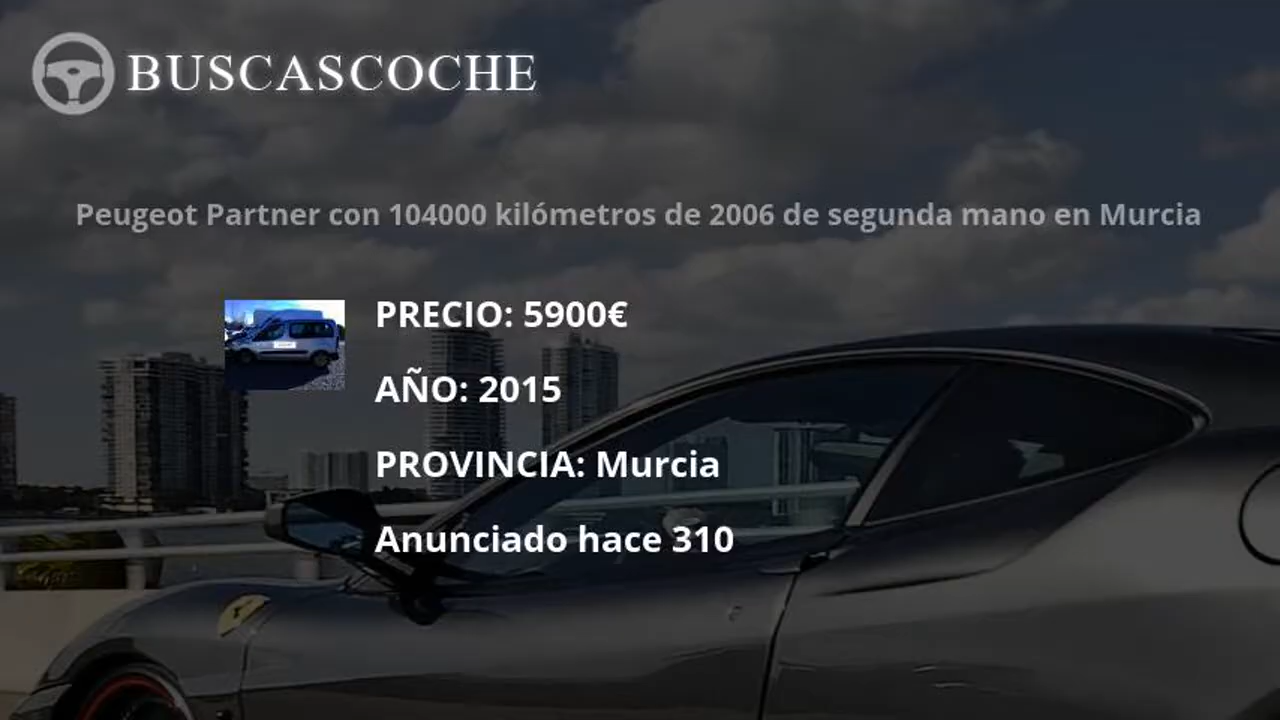 BUSCASCOCHE
Peugeot Partner con 104000 kilómetros de 2006 de segunda mano en Murcia
PRECIO: 5900€
AÑO: 2015
PROVINCIA: Murcia
Anunciado hace 310